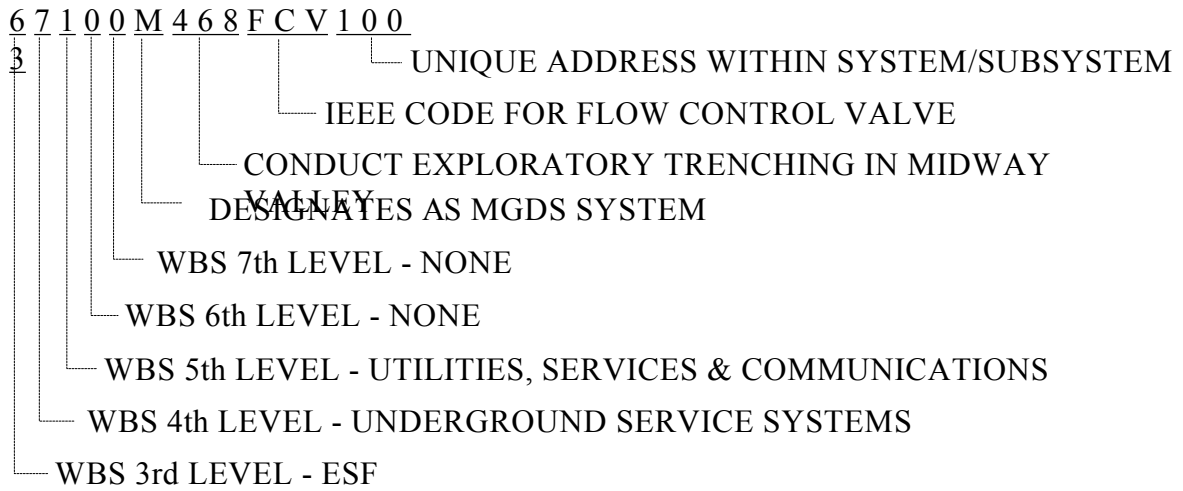 6 7 1 0 0 M 4 6 8 F C V 1 0 0
3
UNIQUE ADDRESS WITHIN SYSTEM/SUBSYSTEM
IEEE CODE FOR FLOW CONTROL VALVE
CONDUCT EXPLORATORY TRENCHING IN MIDWAY
VALLEY
DESIGNATES AS MGDS SYSTEM
WBS 7th LEVEL - NONE
WBS 6th LEVEL - NONE
WBS 5th LEVEL - UTILITIES, SERVICES & COMMUNICATIONS
WBS 4th LEVEL - UNDERGROUND SERVICE SYSTEMS
WBS 3rd LEVEL - ESF